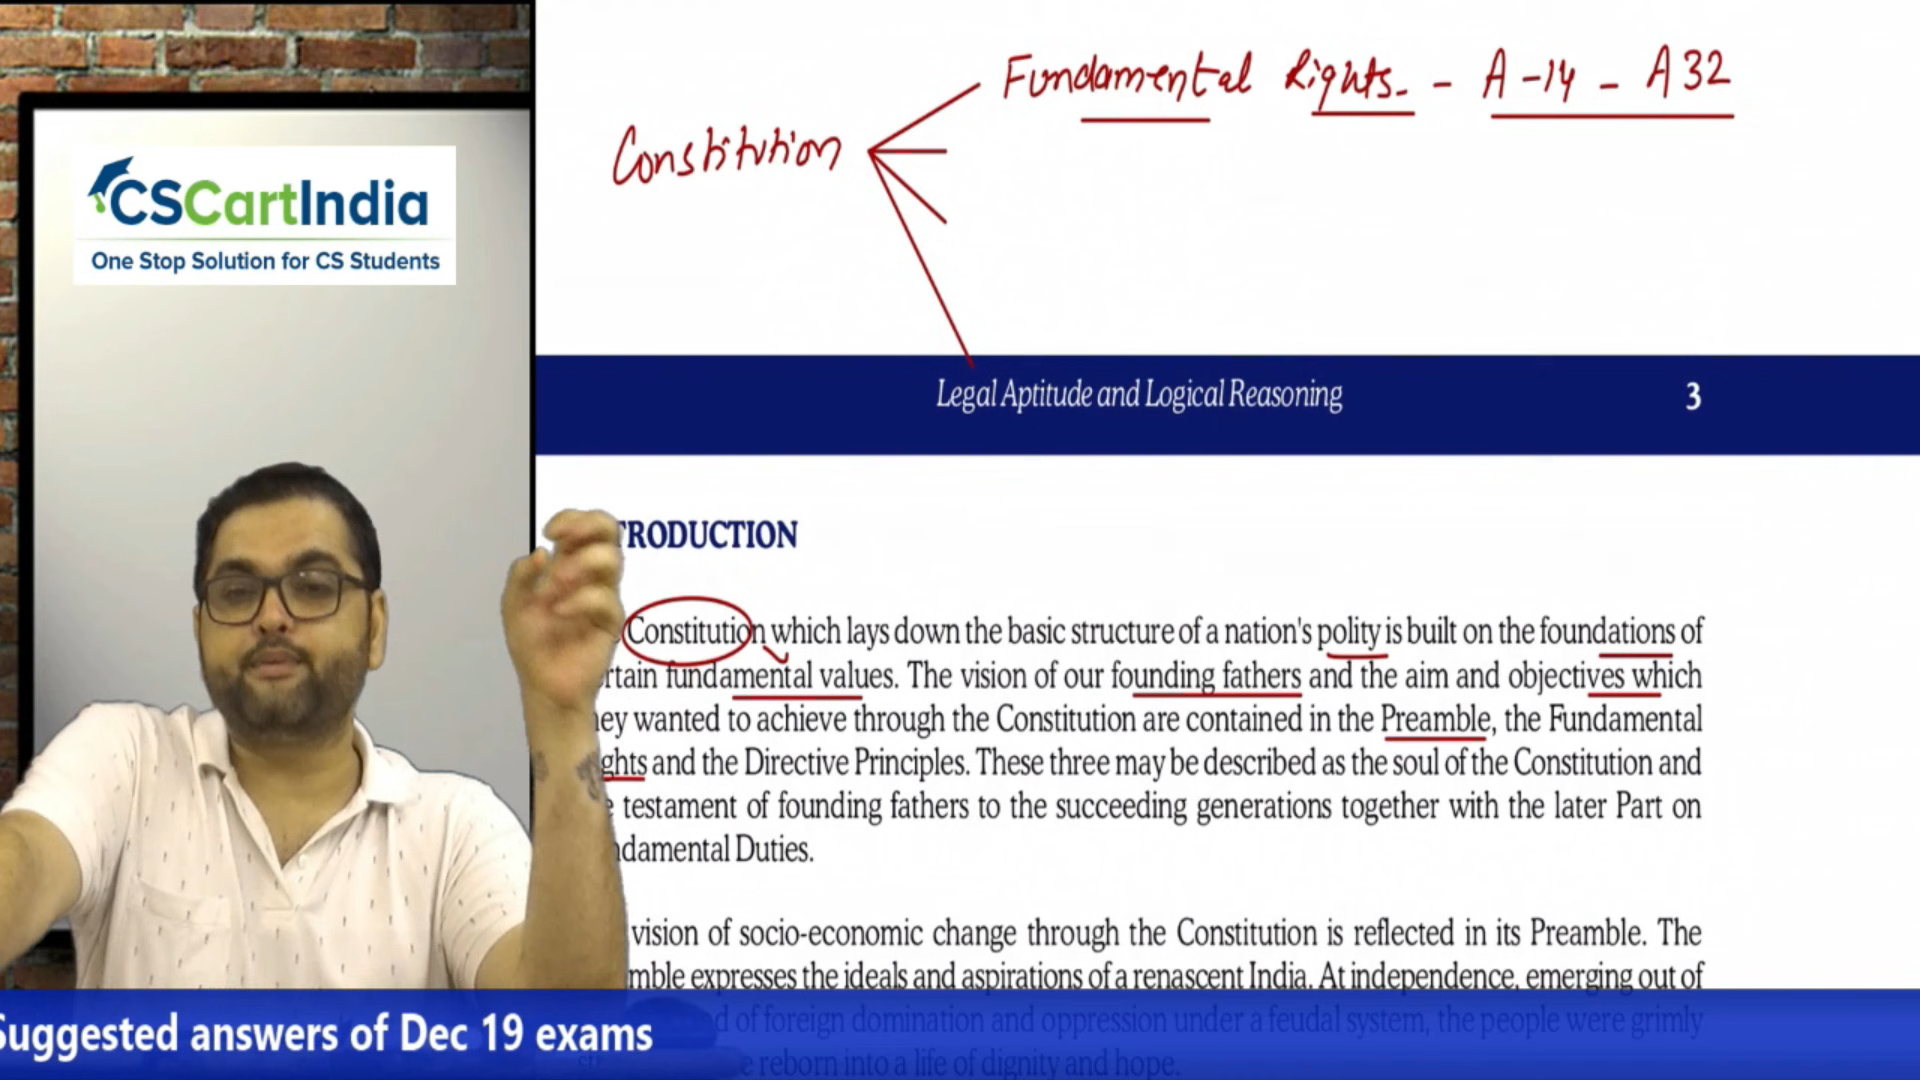 Fundamental Rights - A-14 - A32
Constitution
CSCartIndia
One Stop Solution for CS Students
Legal Aptitude and Logical Reasoning 3
TRODUCTION
Constitution which lays down the basic structure of a nation's polity is built on the foundations of
rtain fundamental values. The vision of our founding fathers and the aim and objectives which
ey wanted to achieve through the Constitution are contained in the Preamble, the Fundamental
ghts and the Directive Principles. These three may be described as the soul of the Constitution and
testament of founding fathers to the succeeding generations together with the later Part on
damental Duties.
vision of socio-economic change through the Constitution is reflected in its Preamble. The
mble expresses the ideals and aspirations of a renascent India. At independence, emerging out of
d of foreign domination and oppression under a feudal system, the people were grimly
e reborn into a life of dignity and hope.
Suggested answers of Dec 19 exams